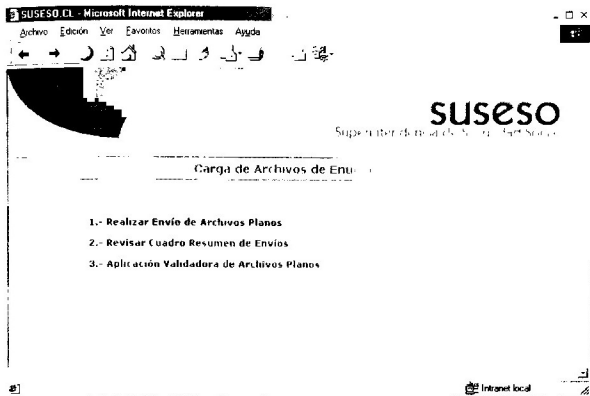 SUSESO.CL - Microsoft Internet Explorer
Archivo Edición Ver Favoritos Herramientas Ayuda
suseso
Carga de Archivos de
1.- Realizar Envío de Archivos Planos
2.- Revisar Cuadro Resumen de Envíos
3.- Aplicación Validadora de Archivos Planos
Intranet local